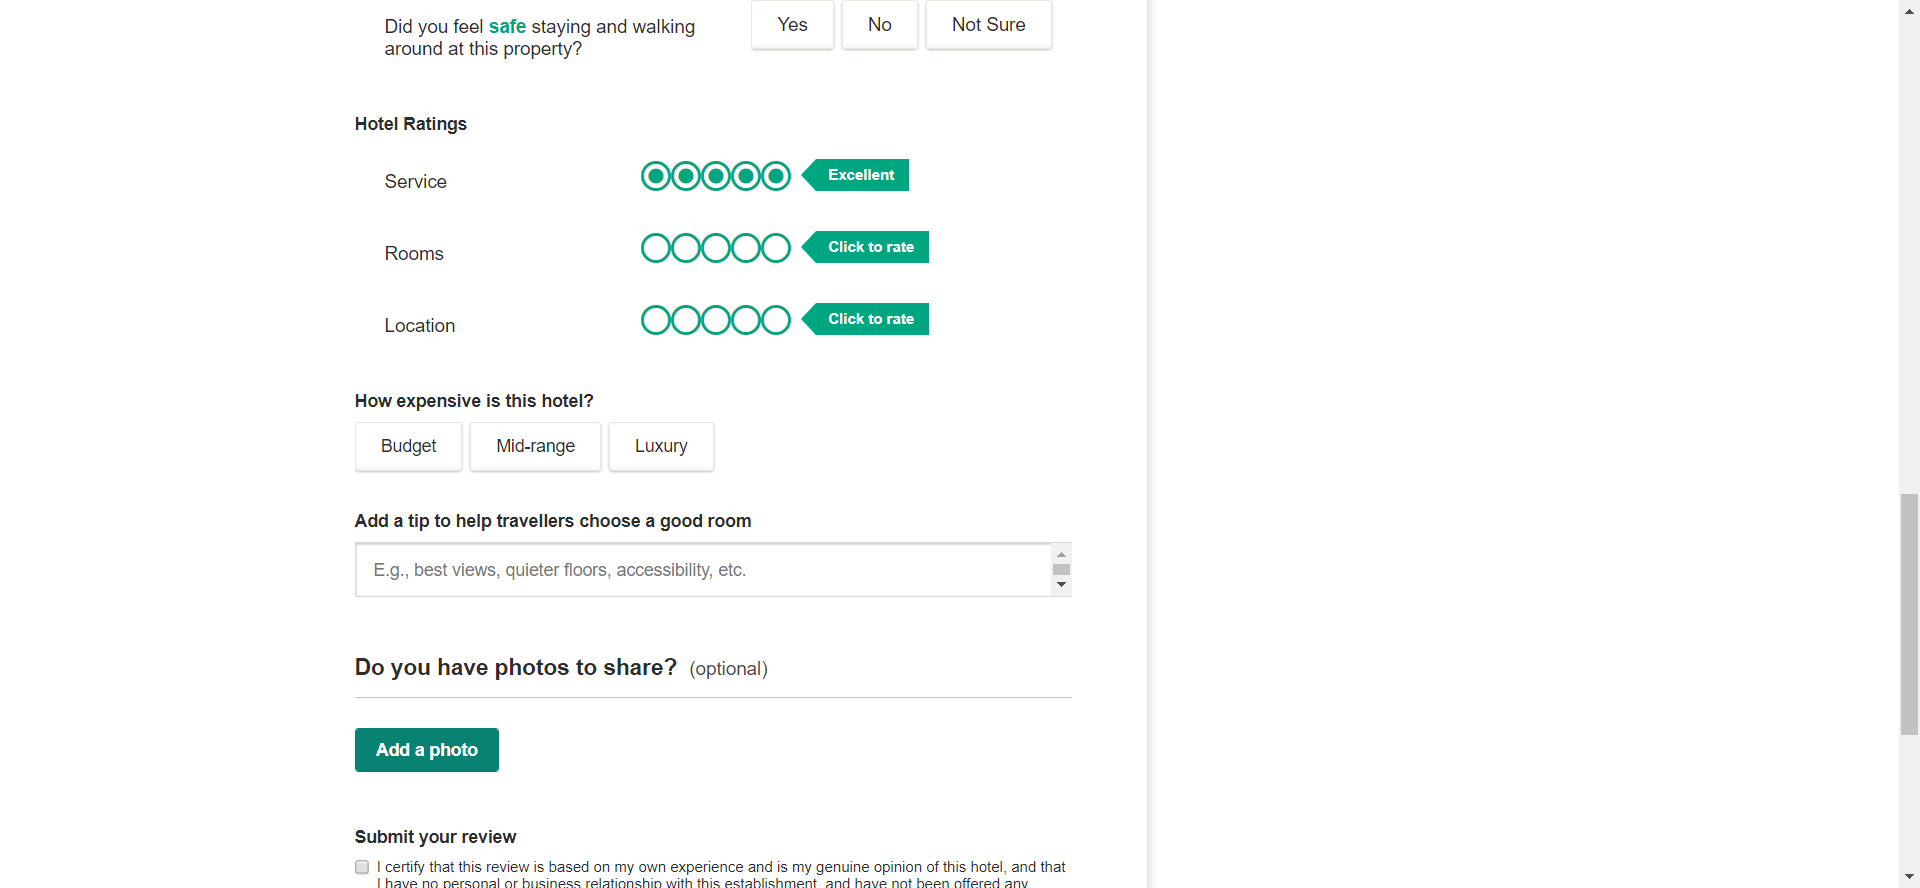 Did you feel safe staying and walking
around at this property?
Yes
No
Not Sure
Hotel Ratings
Service
Excellent
Rooms
Click to rate
Location
Click to rate
How expensive is this hotel?
Budget
Mid-range
Luxury
Add a tip to help travellers choose a good room
E.g., best views, quieter floors, accessibility, etc.
Do you have photos to share? (optional)
Add a photo
Submit your review
I certify that this review is based on my own experience and is my genuine opinion of this hotel, and that
I have no personal or business relationship with this establishment, and have not been offered any